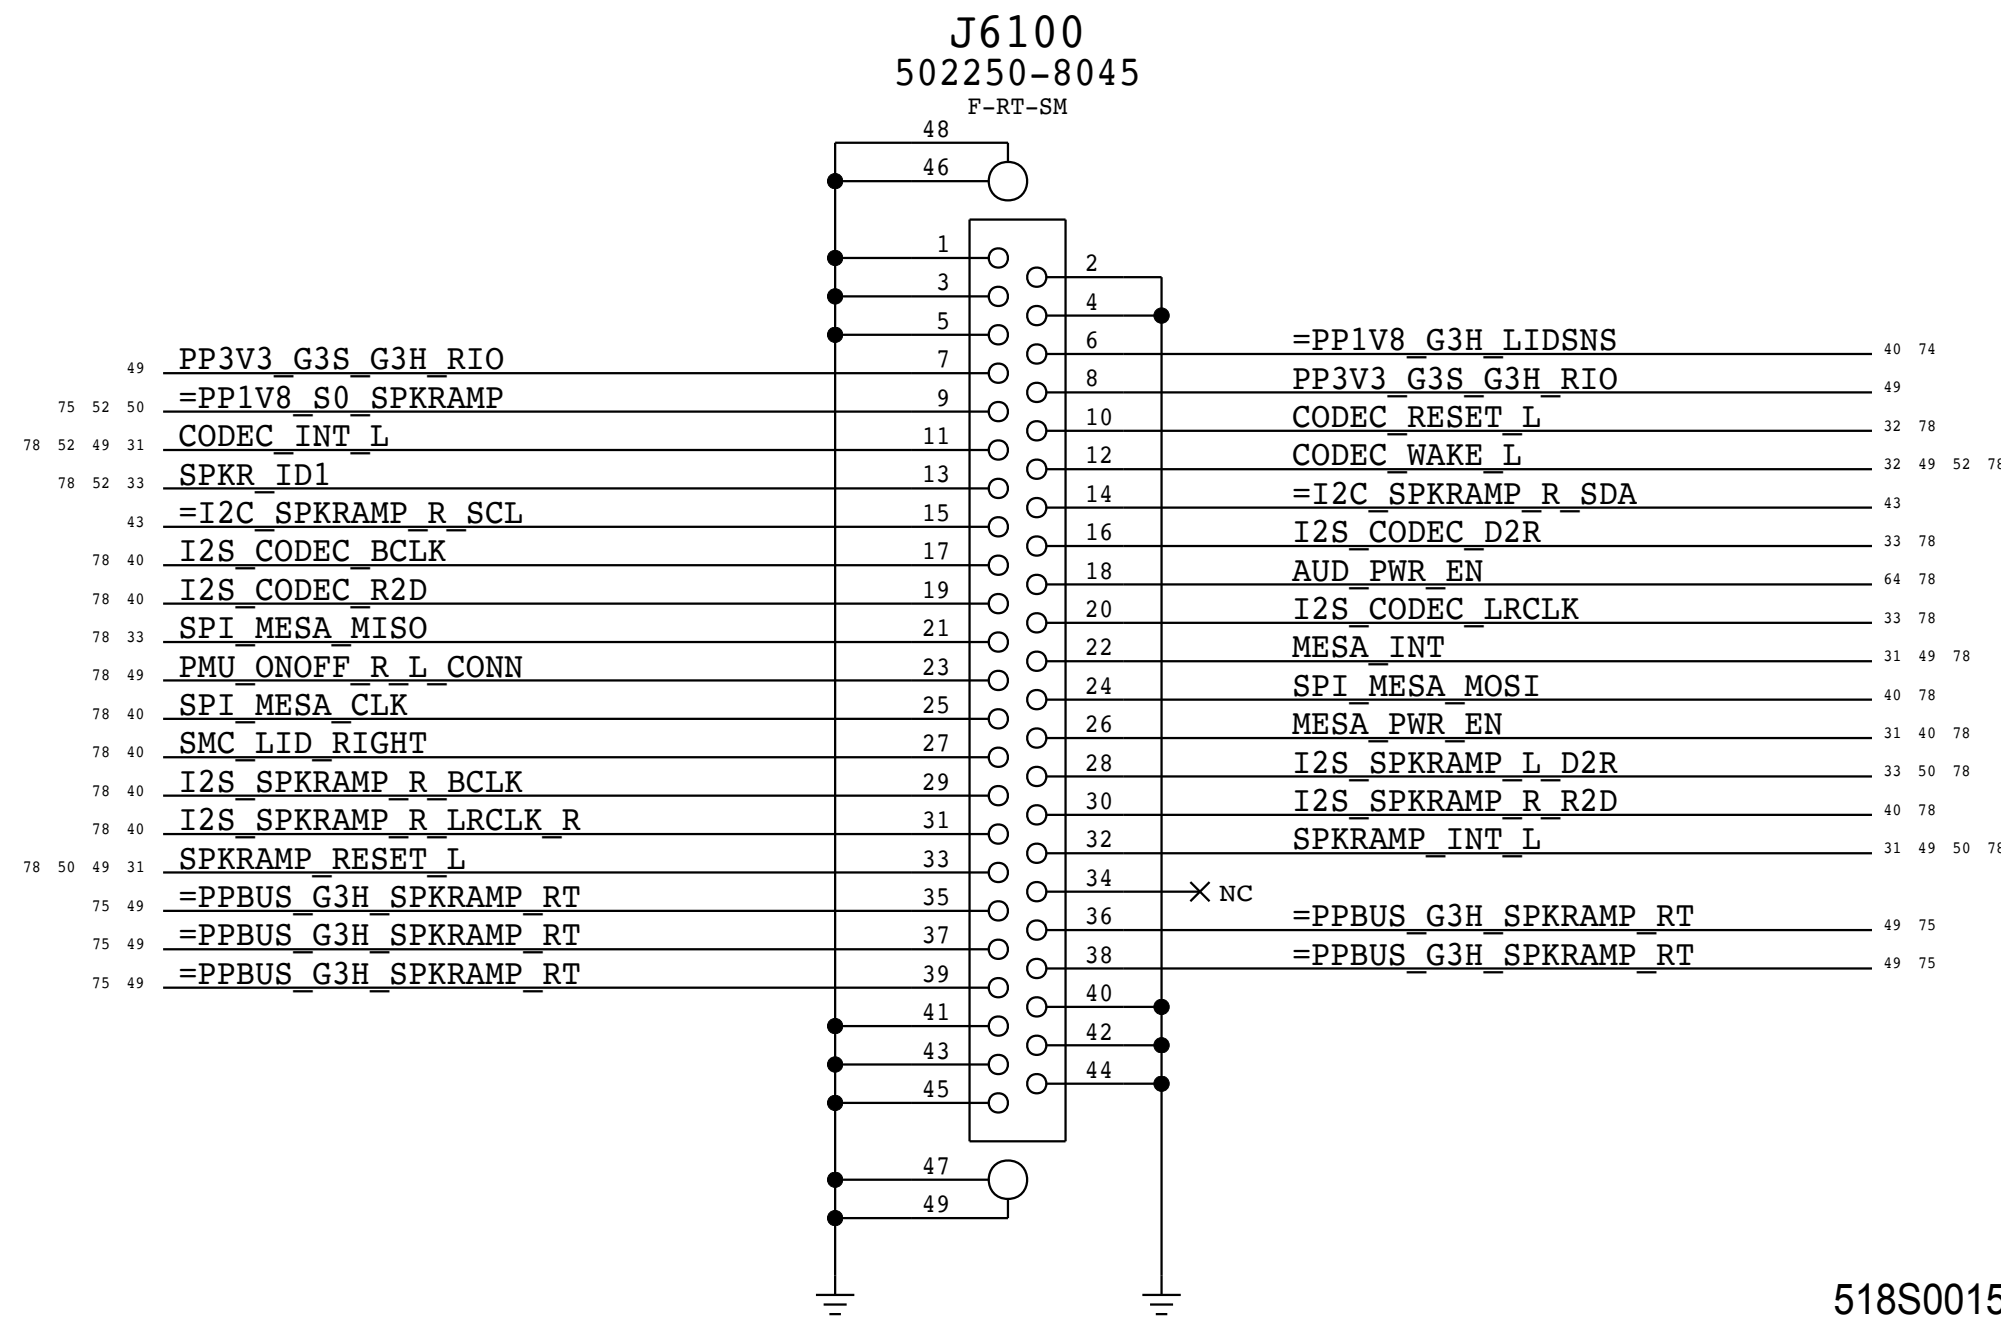 J6100
502250-8045
F-RT-SM
48
46
1
2
3
4
5
6 =PP1V8_G3H_LIDSNS 40 74
49 PP3V3_G3S_G3H_RIO 7
8 PP3V3_G3S_G3H_RIO 49
75 52 50 =PP1V8_S0_SPKRAMP 9
10 CODEC_RESET_L 32 78
78 52 49 31 CODEC_INT_L 11
12 CODEC_WAKE_L 32 49 52 78
78 52 33 SPKR_ID1 13
14 =I2C_SPKRAMP_R_SDA 43
43 =I2C_SPKRAMP_R_SCL 15
16 I2S_CODEC_D2R 33 78
78 40 I2S_CODEC_BCLK 17
18 AUD_PWR_EN 64 78
78 40 I2S_CODEC_R2D 19
20 I2S_CODEC_LRCLK 33 78
78 33 SPI_MESA_MISO 21
22 MESA_INT 31 49 78
78 49 PMU_ONOFF_R_L_CONN 23
24 SPI_MESA_MOSI 40 78
78 40 SPI_MESA_CLK 25
26 MESA_PWR_EN 31 40 78
78 40 SMC_LID_RIGHT 27
28 I2S_SPKRAMP_L_D2R 33 50 78
78 40 I2S_SPKRAMP_R_BCLK 29
30 I2S_SPKRAMP_R_R2D 40 78
78 40 I2S_SPKRAMP_R_LRCLK_R 31
32 SPKRAMP_INT_L 31 49 50 78
78 50 49 31 SPKRAMP_RESET_L 33
34 NC
75 49 =PPBUS_G3H_SPKRAMP_RT 35
36 =PPBUS_G3H_SPKRAMP_RT 49 75
75 49 =PPBUS_G3H_SPKRAMP_RT 37
38 =PPBUS_G3H_SPKRAMP_RT 49 75
75 49 =PPBUS_G3H_SPKRAMP_RT 39
40
41
42
43
44
45
47
49
518S0015